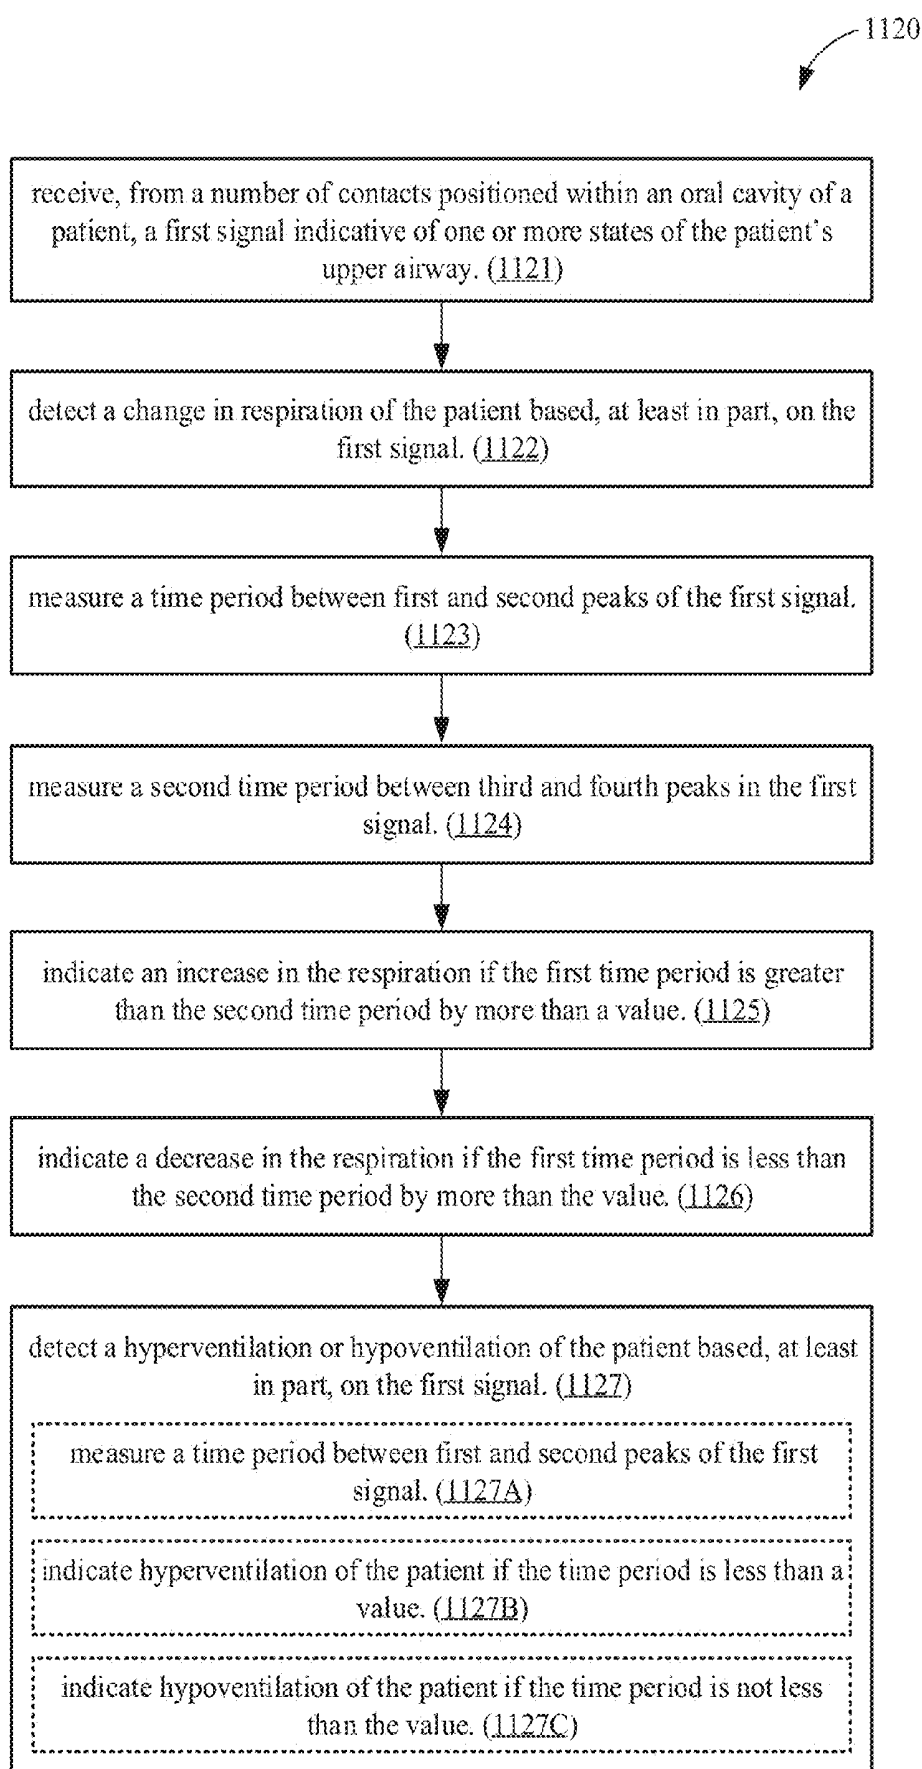 1120
receive, from a number of contacts positioned within an oral cavity of a
patient, a first signal indicative of one or more states of the patient's
upper airway. (1121)
detect a change in respiration of the patient based, at least in part, on the
first signal. (1122)
measure a time period between first and second peaks of the first signal.
(1123)
measure a second time period between third and fourth peaks in the first
signal. (1124)
indicate an increase in the respiration if the first time period is greater
than the second time period by more than a value. (1125)
indicate a decrease in the respiration if the first time period is less than
the second time period by more than the value. (1126)
detect a hyperventilation or hypoventilation of the patient based, at least
in part, on the first signal. (1127)
measure a time period between first and second peaks of the first
signal. (1127A)
indicate hyperventilation of the patient if the time period is less than a
value. (1127B)
indicate hypoventilation of the patient if the time period is not less
than the value. (1127C)